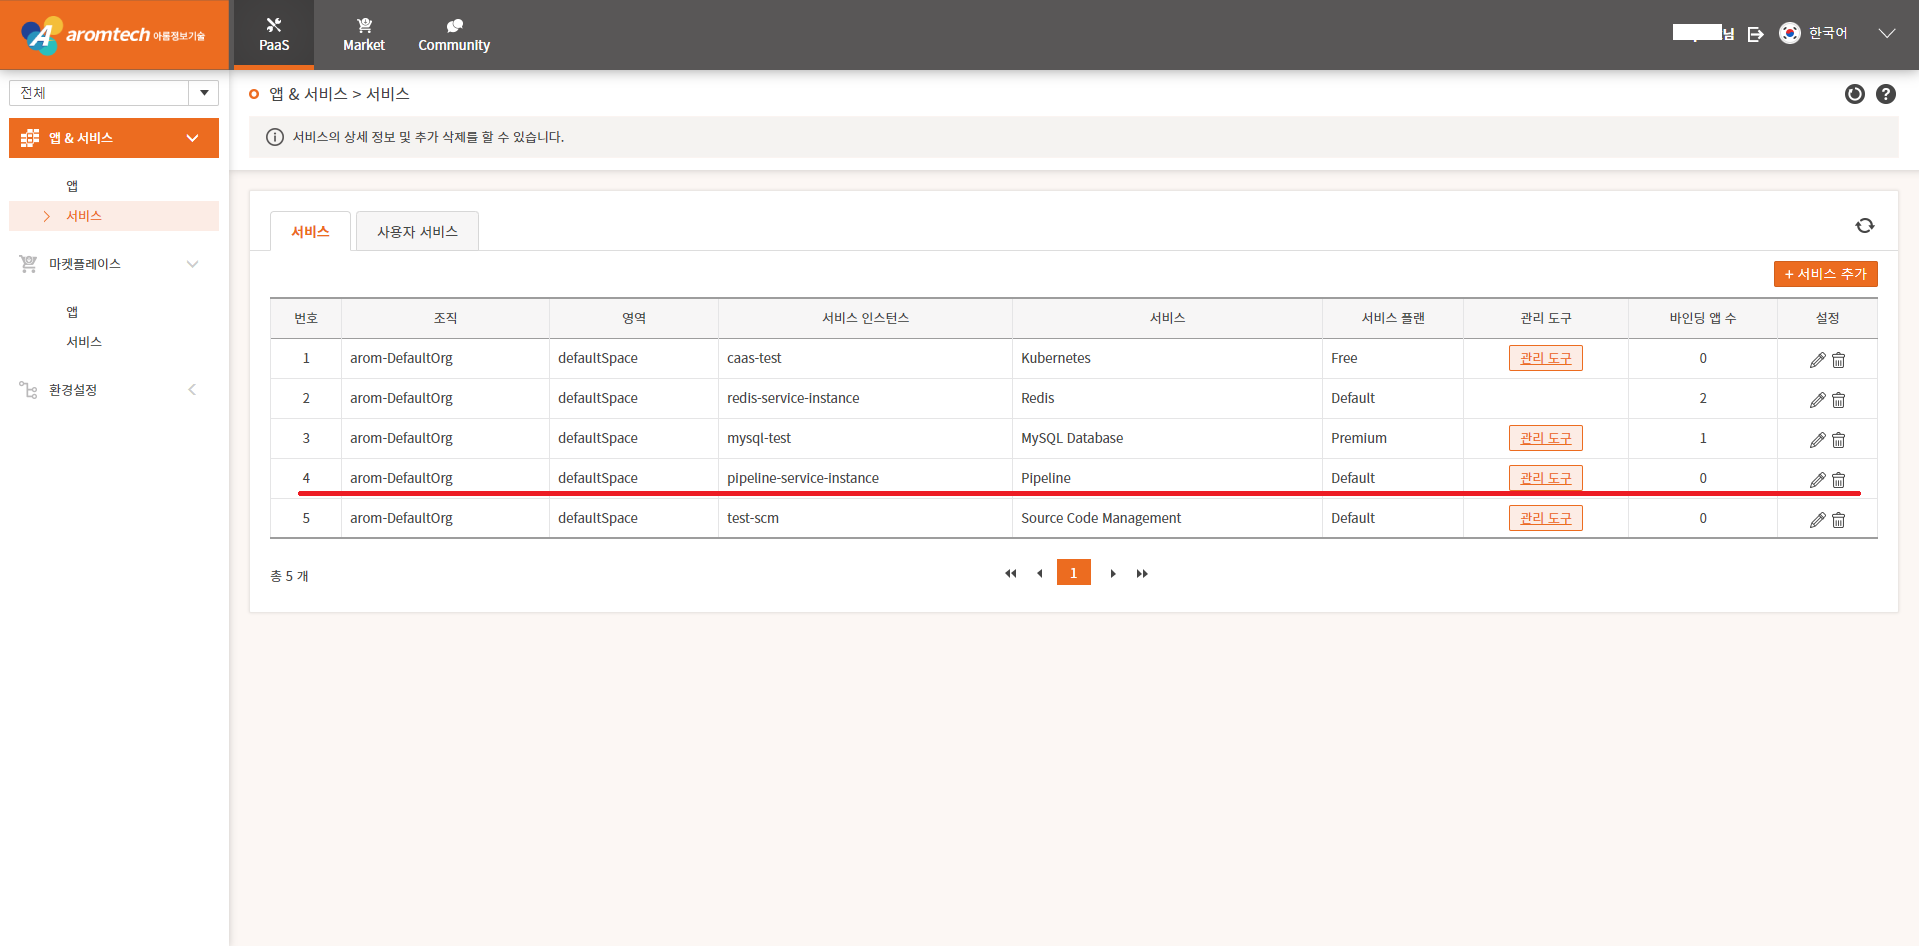 aromtech 아롬정보기술
PaaS
Market
Community
님
한국어
전체
앱 & 서비스
앱
서비스
마켓플레이스
앱
서비스
환경설정
앱 & 서비스 > 서비스
서비스의 상세 정보 및 추가 삭제를 할 수 있습니다.
서비스 사용자 서비스
+ 서비스 추가
번호 조직 영역 서비스 인스턴스 서비스 서비스 플랜 관리 도구 바인딩 앱 수 설정
1 arom-DefaultOrg defaultSpace caas-test Kubernetes Free 관리 도구 0
2 arom-DefaultOrg defaultSpace redis-service-instance Redis Default 2
3 arom-DefaultOrg defaultSpace mysql-test MySQL Database Premium 관리 도구 1
4 arom-DefaultOrg defaultSpace pipeline-service-instance Pipeline Default 관리 도구 0
5 arom-DefaultOrg defaultSpace test-scm Source Code Management Default 관리 도구 0
총 5 개
1